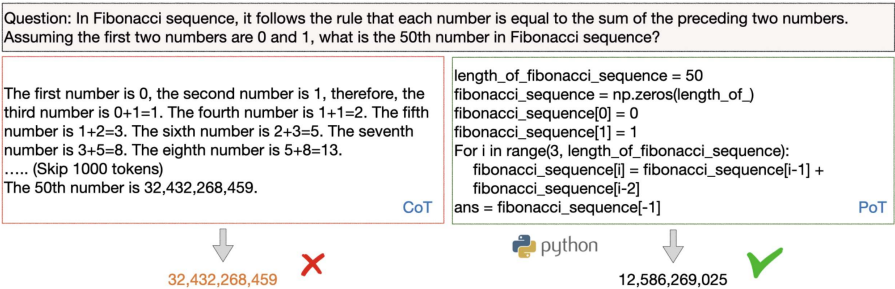 Question: In Fibonacci sequence, it follows the rule that each number is equal to the sum of the preceding two numbers.
Assuming the first two numbers are 0 and 1, what is the 50th number in Fibonacci sequence?
The first number is 0, the second number is 1, therefore, the
third number is 0+1=1. The fourth number is 1+1=2. The fifth
number is 1+2=3. The sixth number is 2+3=5. The seventh
number is 3+5=8. The eighth number is 5+8=13.
….. (Skip 1000 tokens)
The 50th number is 32,432,268,459.
CoT
32,432,268,459
length_of_fibonacci_sequence = 50
fibonacci_sequence = np.zeros(length_of_)
fibonacci_sequence[0] = 0
fibonacci_sequence[1] = 1
For i in range(3, length_of_fibonacci_sequence):
fibonacci_sequence[i] = fibonacci_sequence[i-1] +
fibonacci_sequence[i-2]
ans = fibonacci_sequence[-1]
PoT
python
12,586,269,025